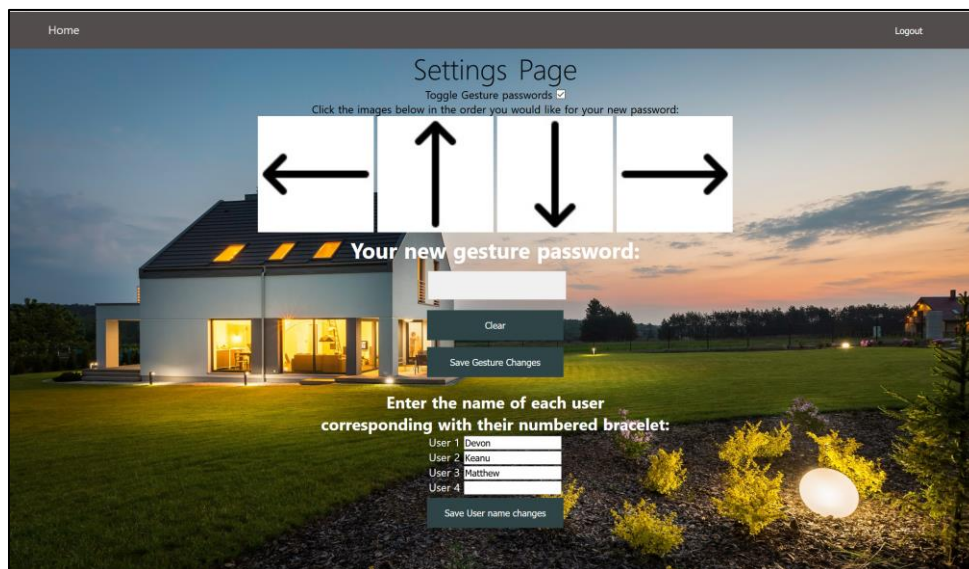 Home
Logout
Settings Page
Toggle Gesture passwords
Click the images below in the order you would like for your new password:
Your new gesture password:
Clear
Save Gesture Changes
Enter the name of each user
corresponding with their numbered bracelet:
User 1 Devon
User 2 Keanu
User 3 Matthew
User 4
Save User name changes